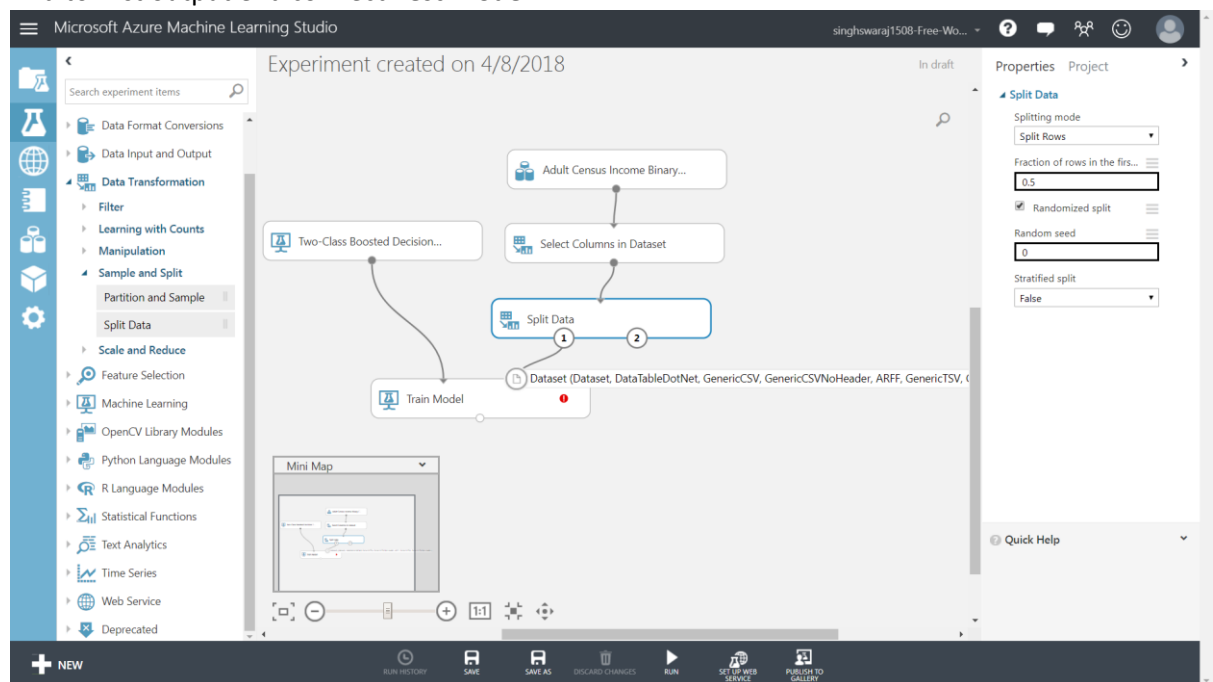 Microsoft Azure Machine Learning Studio
singhswaraj1508-Free-Wo...
Search experiment items
Data Format Conversions
Data Input and Output
Data Transformation
Filter
Learning with Counts
Manipulation
Sample and Split
Partition and Sample
Split Data
Scale and Reduce
Feature Selection
Machine Learning
OpenCV Library Modules
Python Language Modules
R Language Modules
Statistical Functions
Text Analytics
Time Series
Web Service
Deprecated
Experiment created on 4/8/2018
In draft
Adult Census Income Binary...
Two-Class Boosted Decision...
Select Columns in Dataset
Split Data
1
2
Dataset (Dataset, DataTableDotNet, GenericCSV, GenericCSVNoHeader, ARFF, GenericTSV,
Train Model
Mini Map
1:1
Properties Project
Split Data
Splitting mode
Split Rows
Fraction of rows in the firs...
0.5
Randomized split
Random seed
0
Stratified split
False
Quick Help
NEW
RUN HISTORY
SAVE
SAVE AS
DISCARD CHANGES
RUN
SET UP WEB SERVICE
PUBLISH TO GALLERY